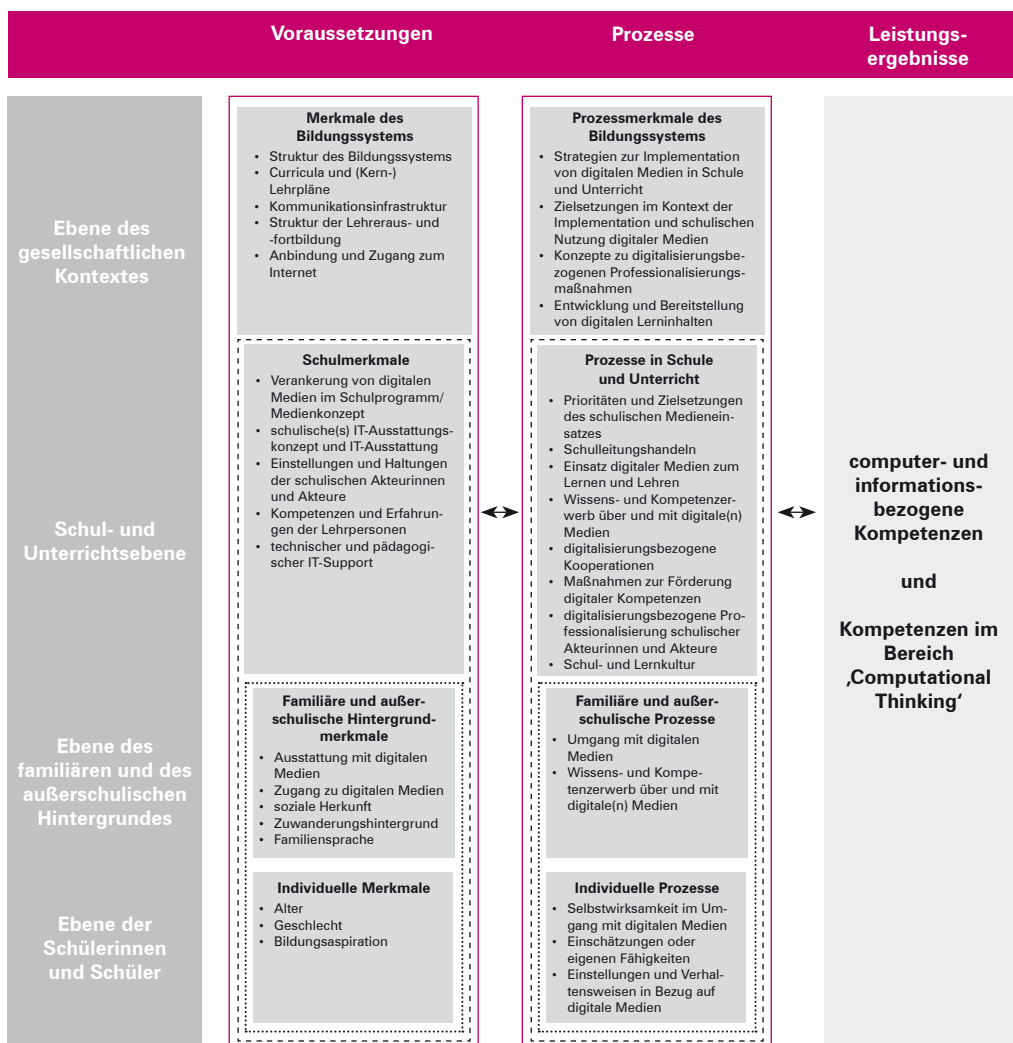 Voraussetzungen
Prozesse
Leistungs-
ergebnisse
Ebene des
gesellschaftlichen
Kontextes
Merkmale des
Bildungssystems
• Struktur des Bildungssystems
• Curricula und (Kern-)
Lehrpläne
• Kommunikationsinfrastruktur
• Struktur der Lehreraus- und
-fortbildung
• Anbindung und Zugang zum
Internet
Prozessmerkmale des
Bildungssystems
• Strategien zur Implementation
von digitalen Medien in Schule
und Unterricht
• Zielsetzungen im Kontext der
Implementation und schulischen
Nutzung digitaler Medien
• Konzepte zu digitalisierungsbe-
zogenen Professionalisierungs-
maßnahmen
• Entwicklung und Bereitstellung
von digitalen Lerninhalten
Schul- und
Unterrichtsebene
Schulmerkmale
• Verankerung von digitalen
Medien im Schulprogramm/
Medienkonzept
• schulische(s) IT-Ausstattungs-
konzept und IT-Ausstattung
• Einstellungen und Haltungen
der schulischen Akteurinnen
und Akteure
• Kompetenzen und Erfahrun-
gen der Lehrpersonen
• technischer und pädagogi-
scher IT-Support
Prozesse in Schule
und Unterricht
• Prioritäten und Zielsetzungen
des schulischen Medienein-
satzes
• Schulleitungshandeln
• Einsatz digitaler Medien zum
Lernen und Lehren
• Wissens- und Kompetenzer-
werb über und mit digitale(n)
Medien
• digitalisierungsbezogene
Kooperationen
• Maßnahmen zur Förderung
digitaler Kompetenzen
• digitalisierungsbezogene Pro-
fessionalisierung schulischer
Akteurinnen und Akteure
• Schul- und Lernkultur
Ebene des
familiären und des
außerschulischen
Hintergrundes
Familiäre und außer-
schulische Hintergrund-
merkmale
• Ausstattung mit digitalen
Medien
• Zugang zu digitalen Medien
• soziale Herkunft
• Zuwanderungshintergrund
• Familiensprache
Familiäre und außer-
schulische Prozesse
• Umgang mit digitalen
Medien
• Wissens- und Kompe-
tenzerwerb über und mit
digitale(n) Medien
Ebene der
Schülerinnen
und Schüler
Individuelle Merkmale
• Alter
• Geschlecht
• Bildungsaspiration
Individuelle Prozesse
• Selbstwirksamkeit im Um-
gang mit digitalen Medien
• Einschätzungen oder
eigenen Fähigkeiten
• Einstellungen und Verhal-
tensweisen in Bezug auf
digitale Medien
computer- und
informations-
bezogene
Kompetenzen
und
Kompetenzen im
Bereich
‚Computational
Thinking‘